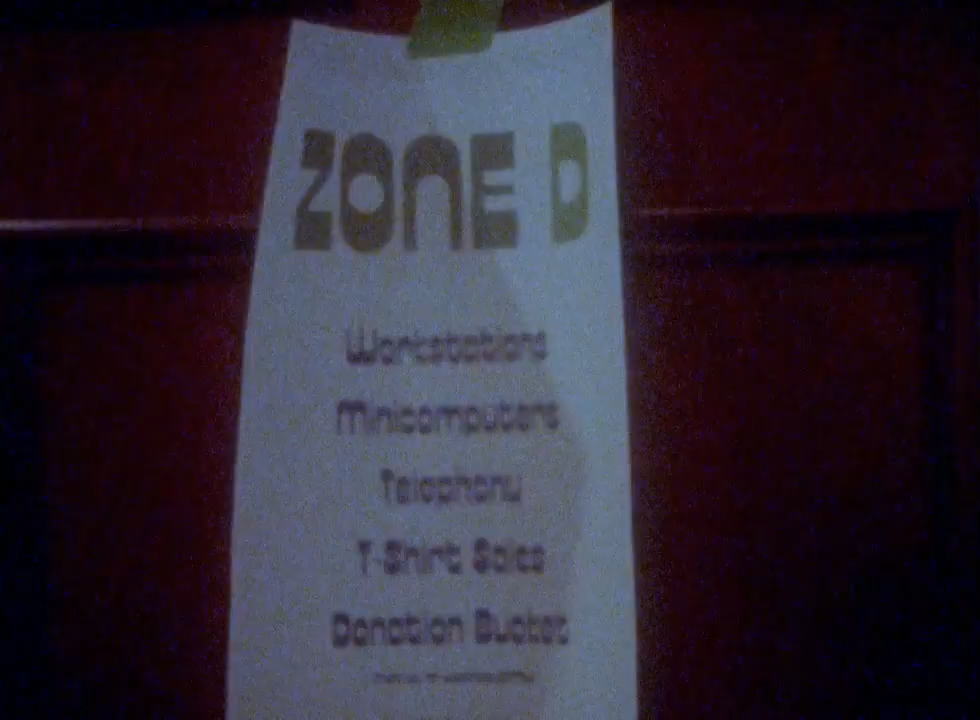 ZONE D
Workstations
Minicomputers
Telephony
T-Shirt Sales
Donation Bucket